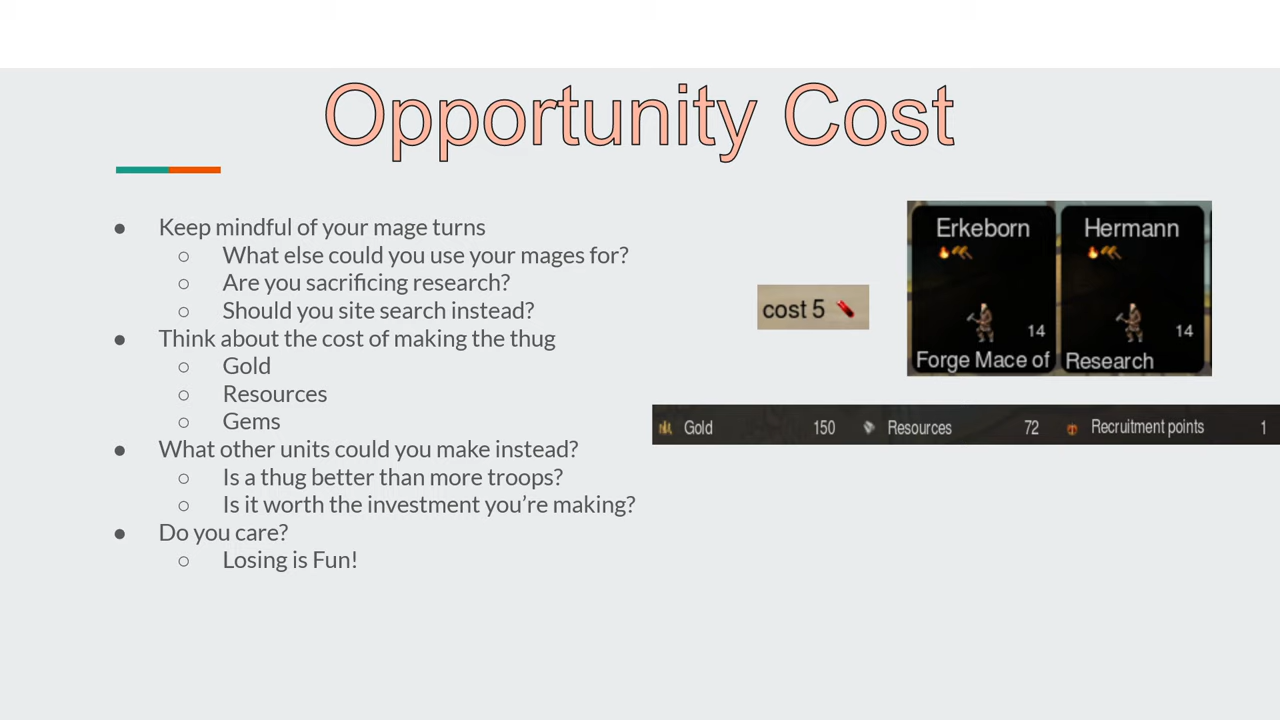 Opportunity Cost
● Keep mindful of your mage turns
○ What else could you use your mages for?
○ Are you sacrificing research?
○ Should you site search instead?
● Think about the cost of making the thug
○ Gold
○ Resources
○ Gems
● What other units could you make instead?
○ Is a thug better than more troops?
○ Is it worth the investment you're making?
● Do you care?
○ Losing is Fun!
cost 5
Erkeborn
14
Forge Mace of
Hermann
14
Research
Gold 150 Resources 72 Recruitment points 1